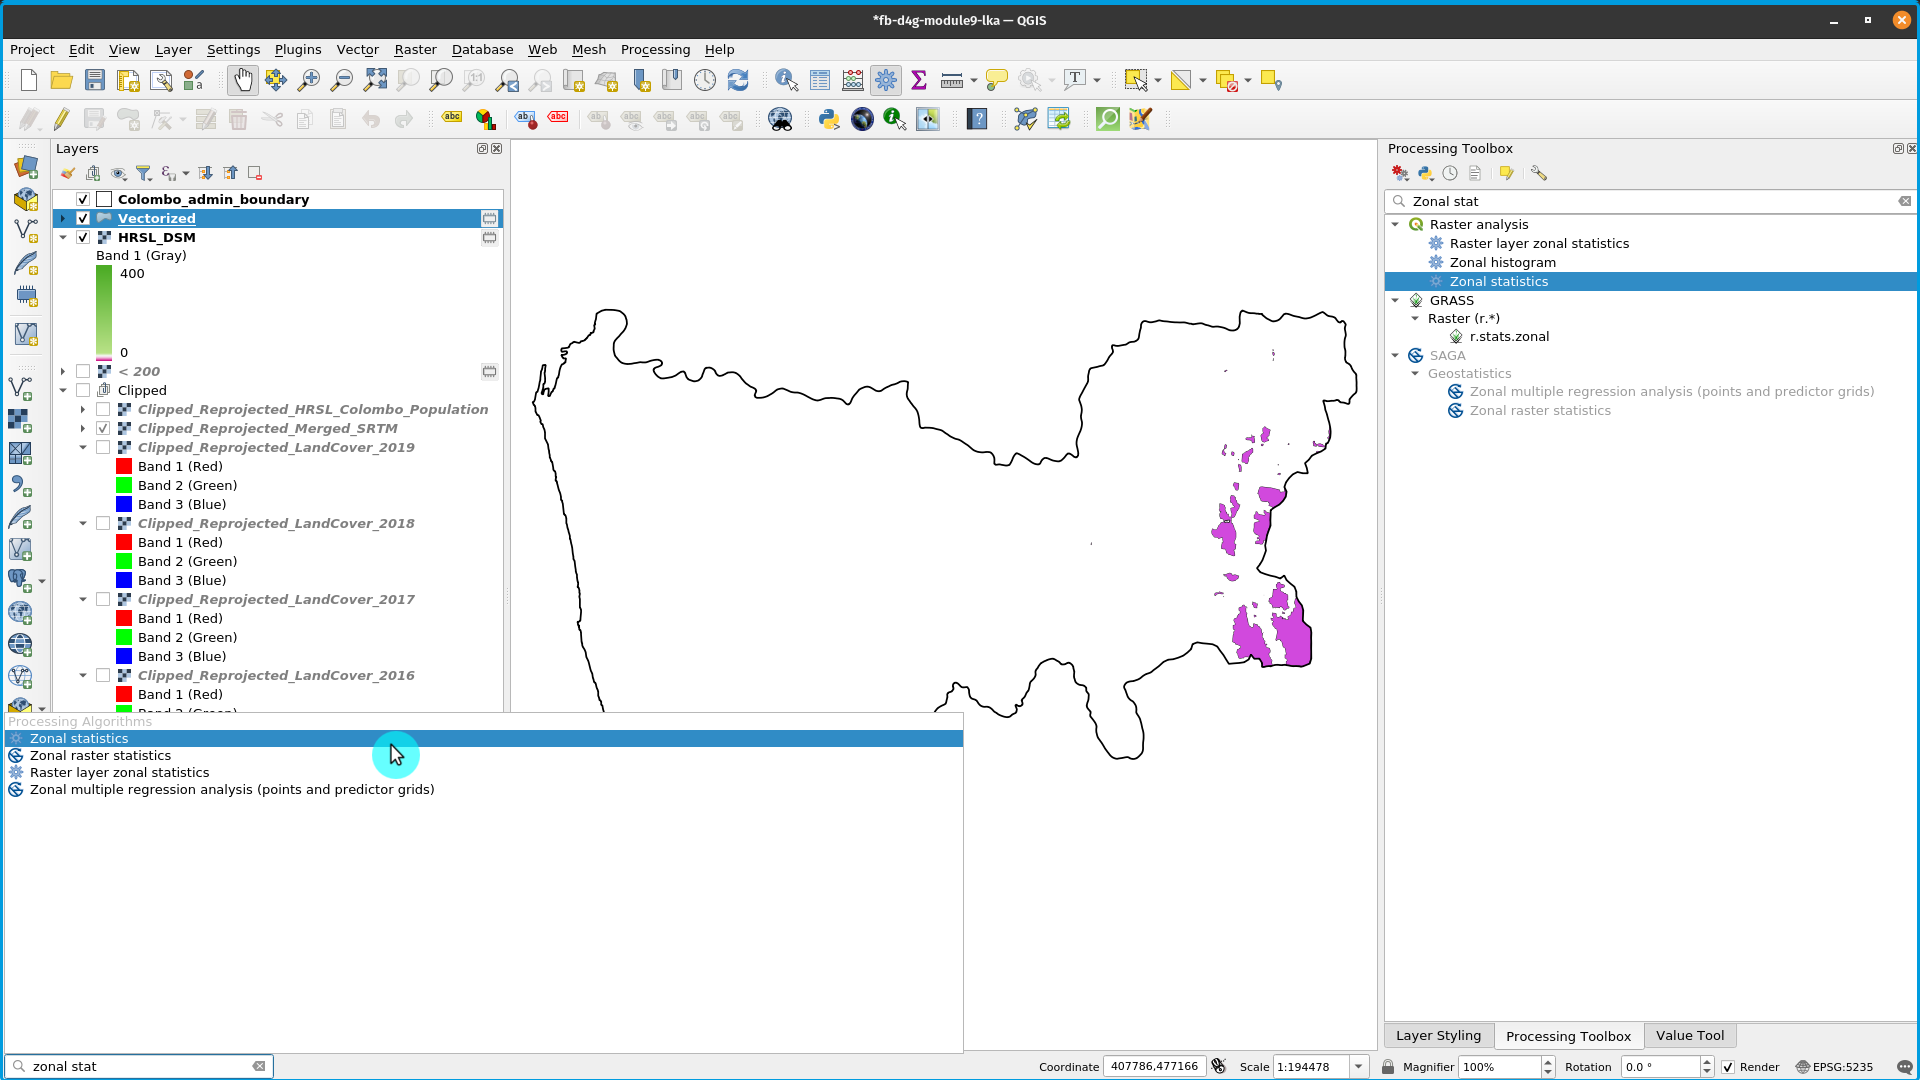 *fb-d4g-module9-lka — QGIS
Project Edit View Layer Settings Plugins Vector Raster Database Web Mesh Processing Help
Layers
Colombo_admin_boundary
Vectorized
HRSL_DSM
Band 1 (Gray)
400
0
< 200
Clipped
Clipped_Reprojected_HRSL_Colombo_Population
Clipped_Reprojected_Merged_SRTM
Clipped_Reprojected_LandCover_2019
Band 1 (Red)
Band 2 (Green)
Band 3 (Blue)
Clipped_Reprojected_LandCover_2018
Band 1 (Red)
Band 2 (Green)
Band 3 (Blue)
Clipped_Reprojected_LandCover_2017
Band 1 (Red)
Band 2 (Green)
Band 3 (Blue)
Clipped_Reprojected_LandCover_2016
Band 1 (Red)
Band 2 (Green)
Processing Algorithms
Zonal statistics
Zonal raster statistics
Raster layer zonal statistics
Zonal multiple regression analysis (points and predictor grids)
zonal stat
Processing Toolbox
Zonal stat
Raster analysis
Raster layer zonal statistics
Zonal histogram
Zonal statistics
GRASS
Raster (r.*)
r.stats.zonal
SAGA
Geostatistics
Zonal multiple regression analysis (points and predictor grids)
Zonal raster statistics
Layer Styling Processing Toolbox Value Tool
Coordinate 407786,477166 Scale 1:194478 Magnifier 100% Rotation 0.0 ° Render EPSG:5235